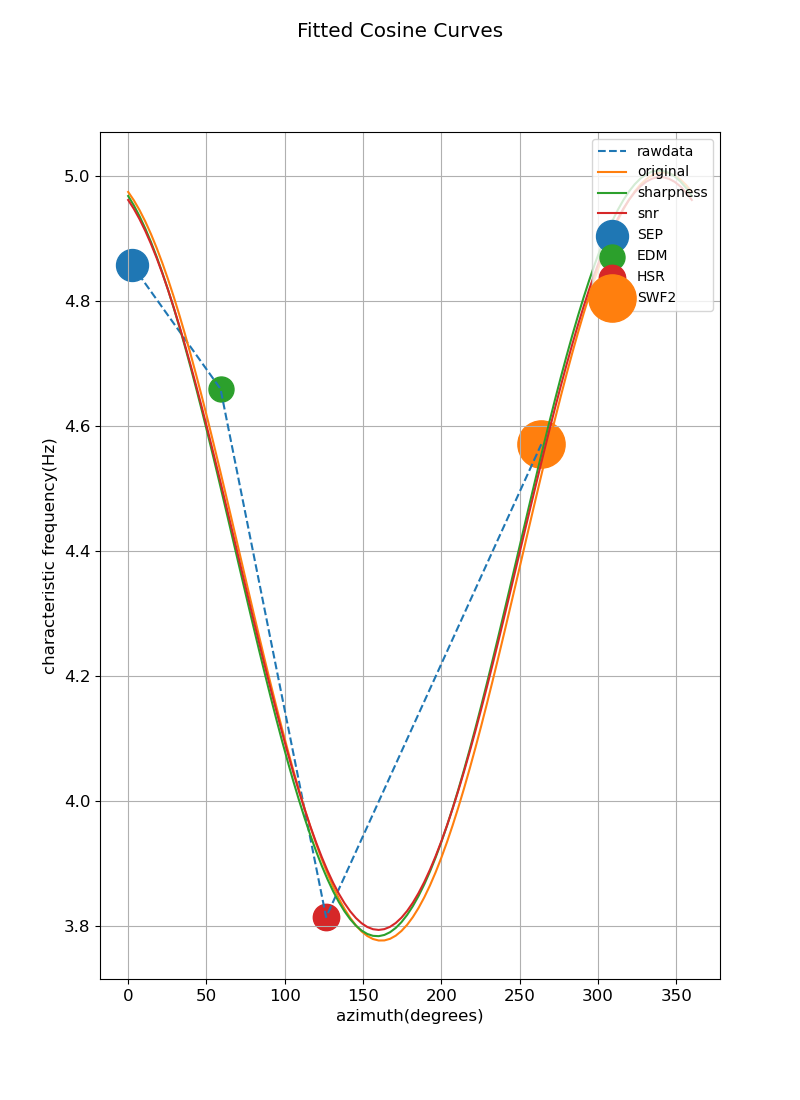 Fitted Cosine Curves
rawdata
original
sharpness
snr
SEP
EDM
HSR
SWF2
5.0
4.8
4.6
4.4
4.2
4.0
3.8
characteristic frequency(Hz)
0 50 100 150 200 250 300 350
azimuth(degrees)